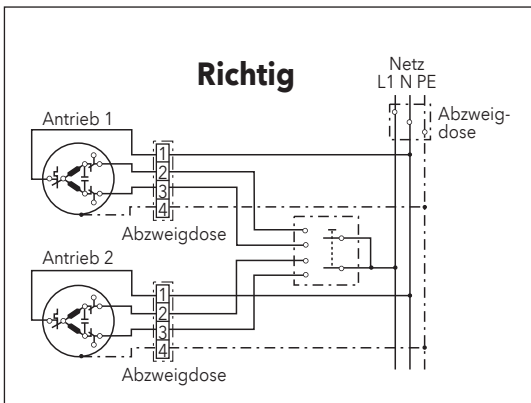 Richtig
Netz
L1 N PE
Abzweig-
dose
Antrieb 1
1
2
3
4
Abzweigdose
Antrieb 2
1
2
3
4
Abzweigdose